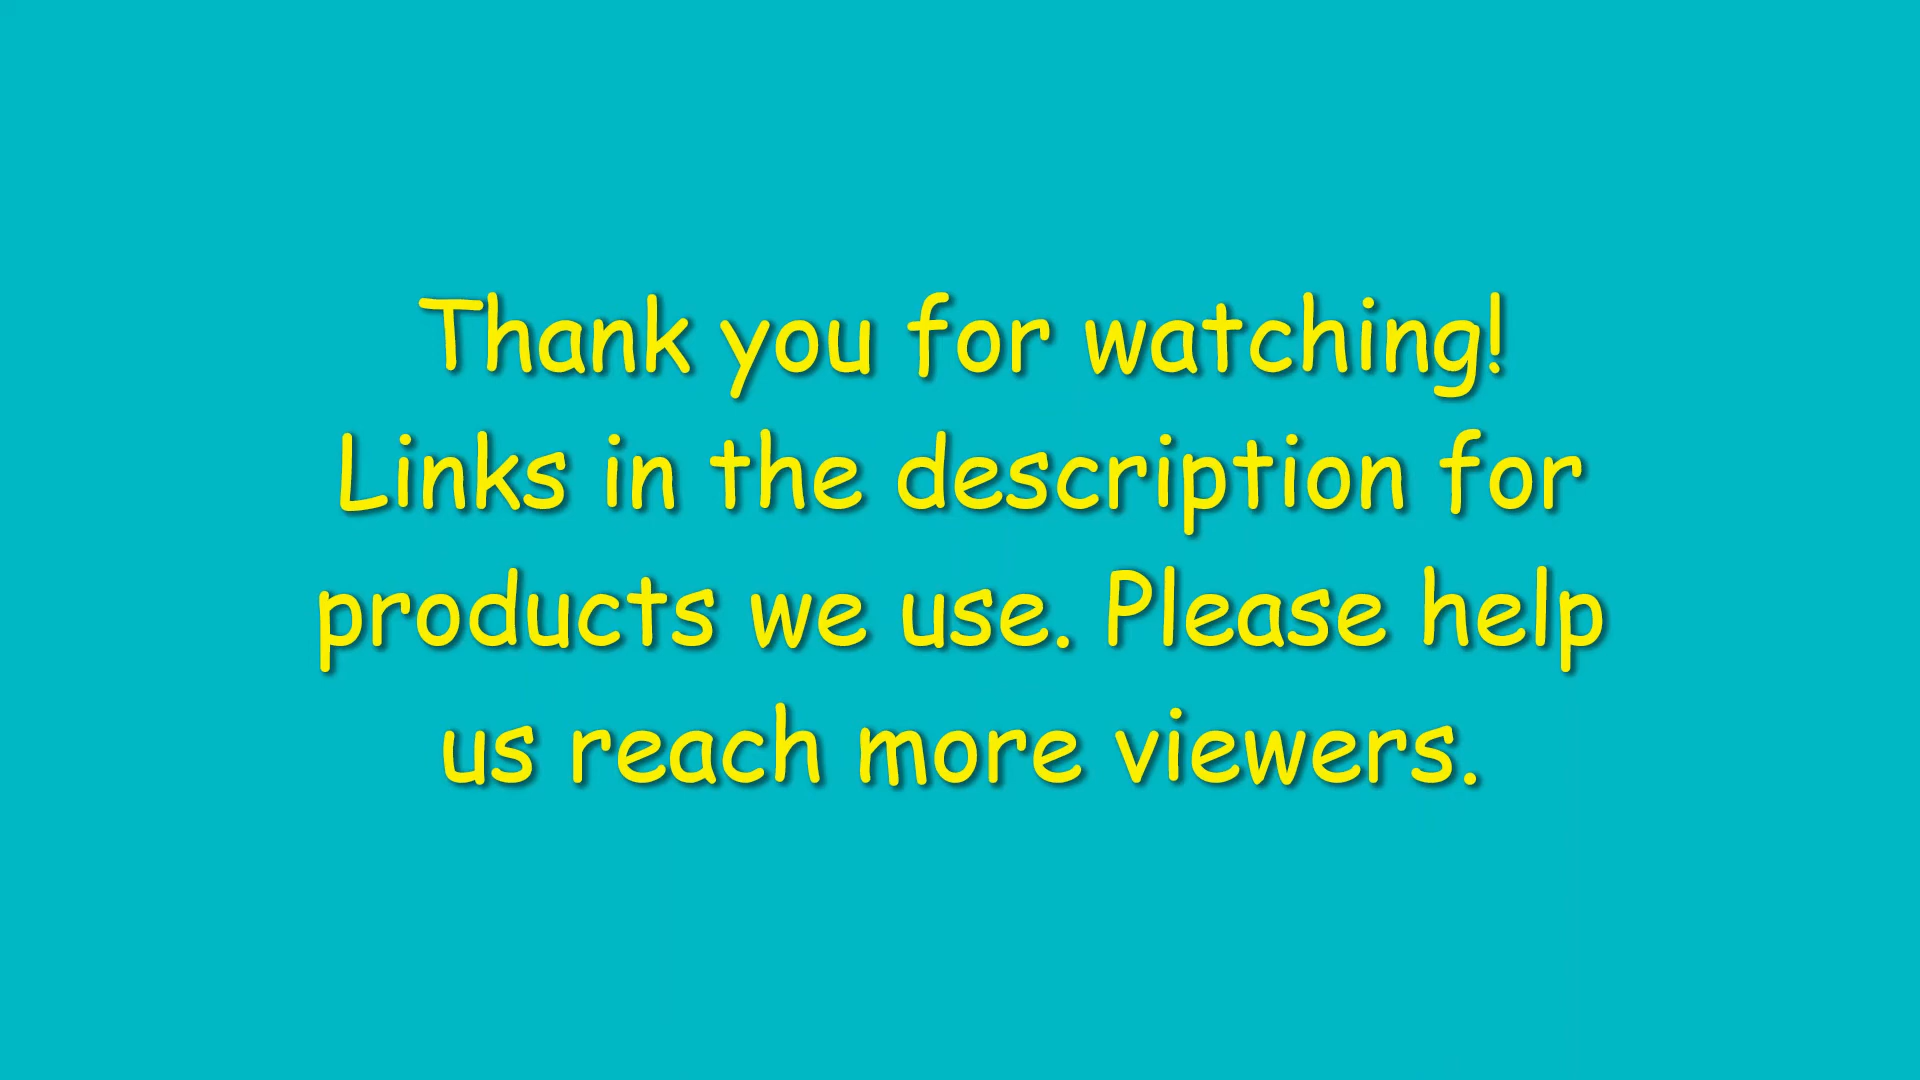 Thank you for watching!
Links in the description for
products we use. Please help
us reach more viewers.